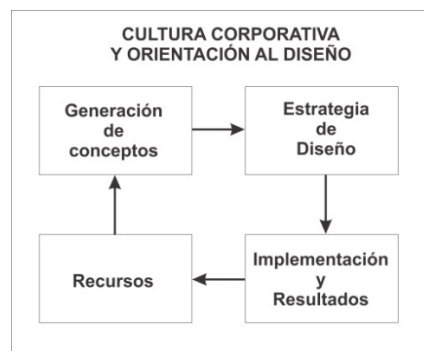 CULTURA CORPORATIVA
Y ORIENTACIÓN AL DISEÑO
Generación
de
conceptos
Estrategia
de
Diseño
Recursos
Implementación
y
Resultados